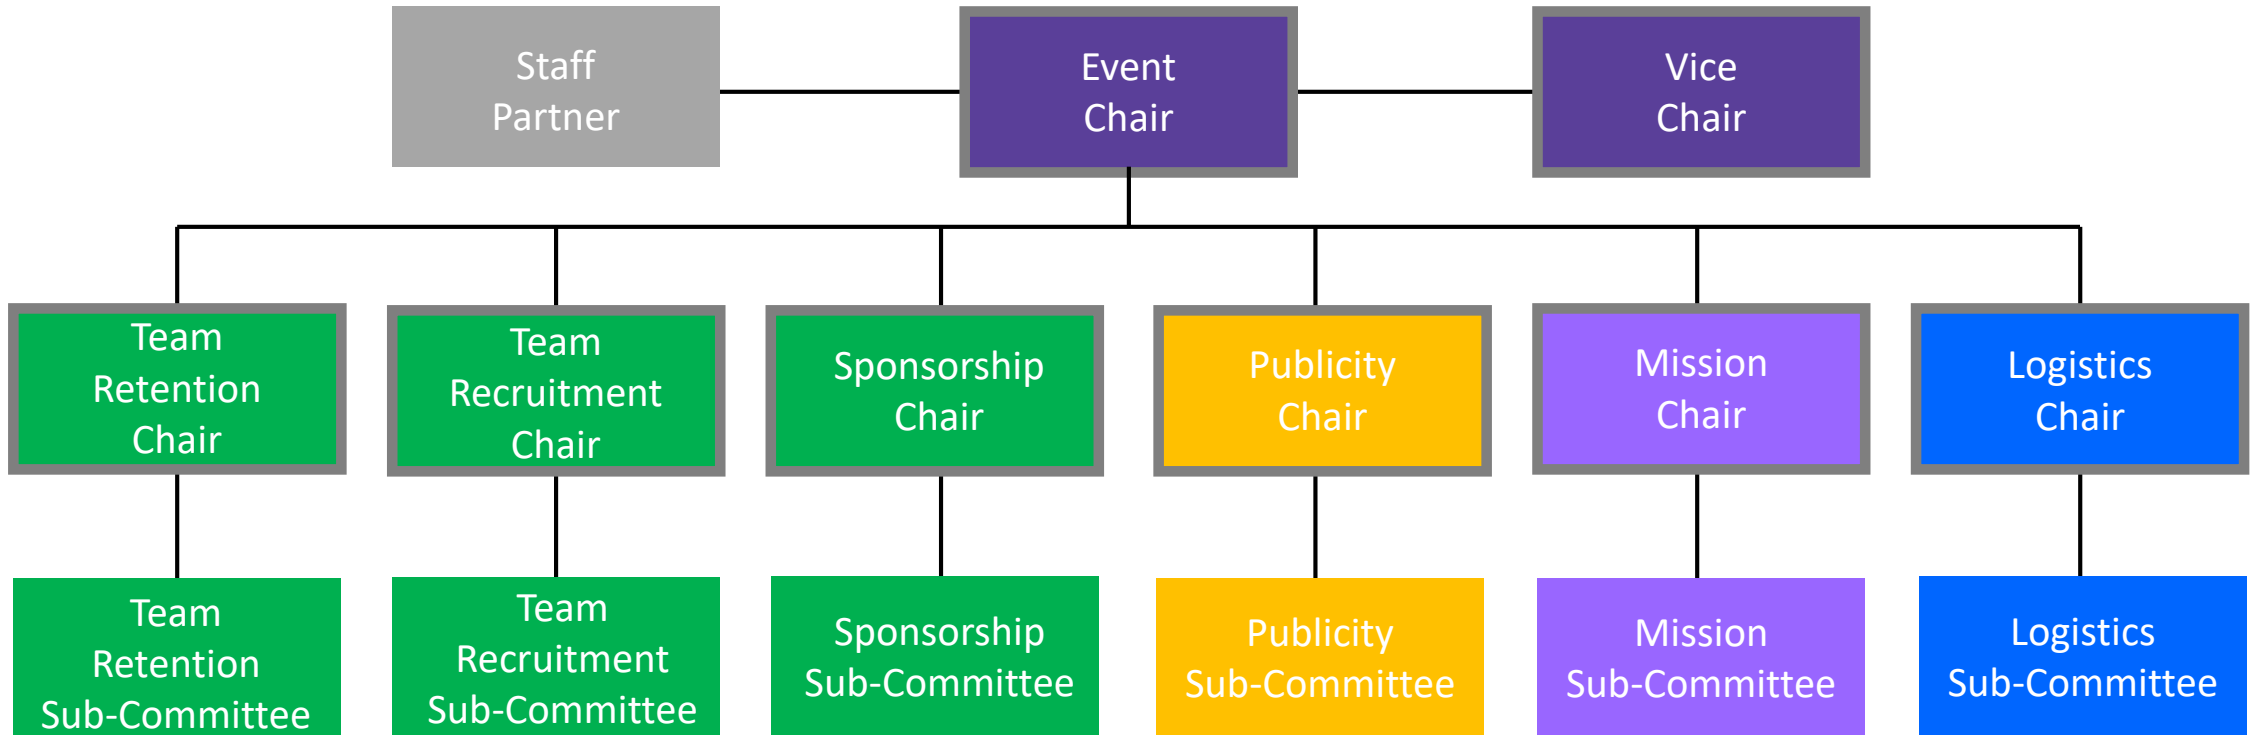 Staff
Partner
Event
Chair
Vice
Chair
Team
Retention
Chair
Team
Recruitment
Chair
Sponsorship
Chair
Publicity
Chair
Mission
Chair
Logistics
Chair
Team
Retention
Sub-Committee
Team
Recruitment
Sub-Committee
Sponsorship
Sub-Committee
Publicity
Sub-Committee
Mission
Sub-Committee
Logistics
Sub-Committee